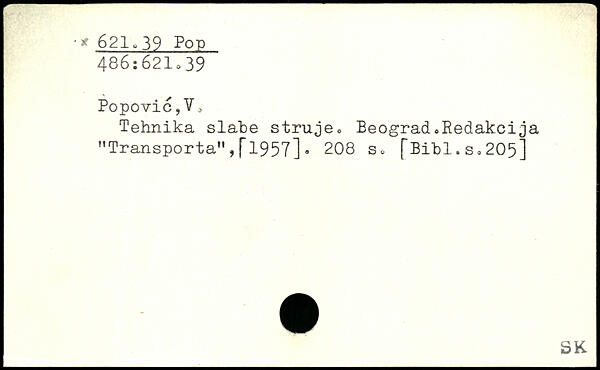 × 621.39 Pop
486:621.39
Popović,V.
Tehnika slabe struje. Beograd.Redakcija
"Transporta",[1957]. 208 s. [Bibl.s.205]
SK